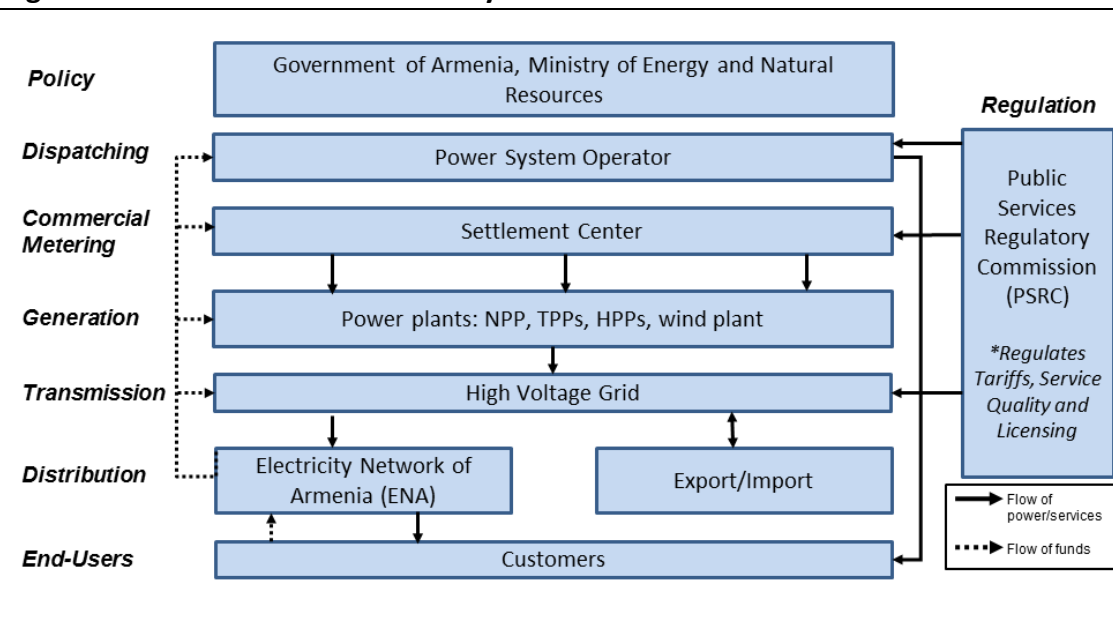 Policy
Government of Armenia, Ministry of Energy and Natural
Resources
Regulation
Dispatching
Power System Operator
Public
Services
Regulatory
Commission
(PSRC)
*Regulates
Tariffs, Service
Quality and
Licensing
Commercial
Metering
Settlement Center
Generation
Power plants: NPP, TPPs, HPPs, wind plant
Transmission
High Voltage Grid
Distribution
Electricity Network of
Armenia (ENA)
Export/Import
Flow of
power/services
Flow of funds
End-Users
Customers